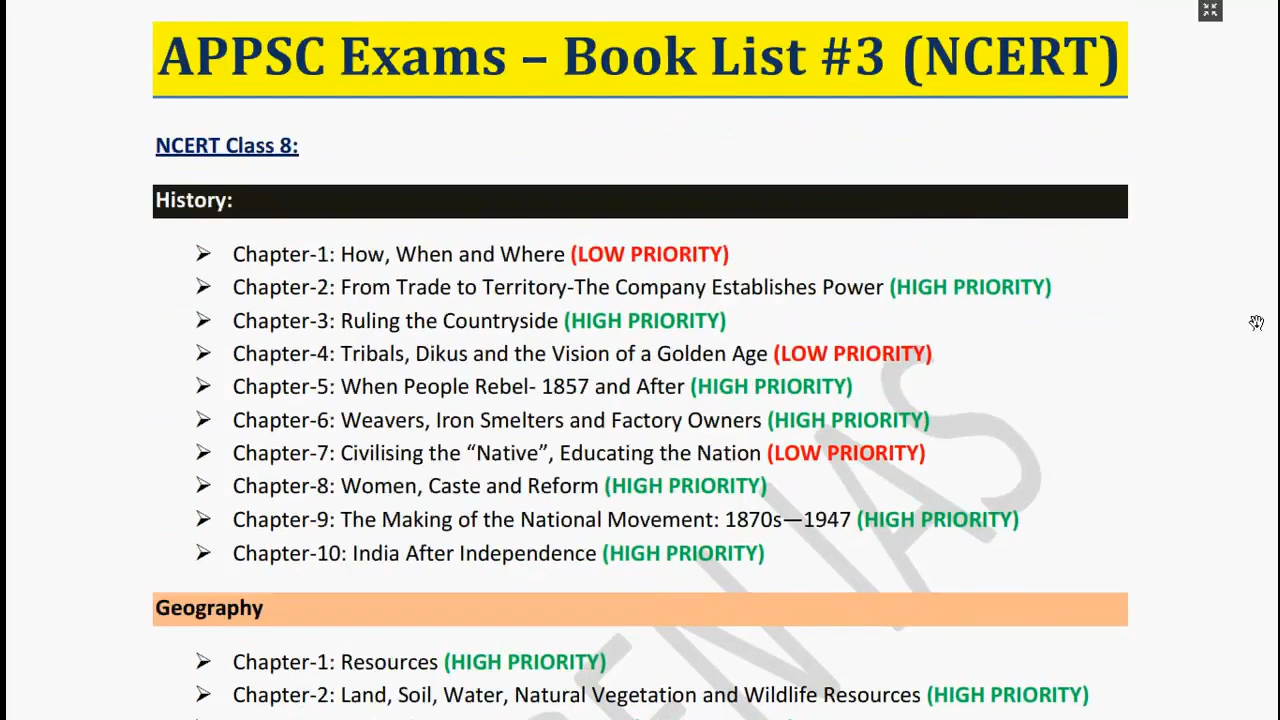 APPSC Exams – Book List #3 (NCERT)
NCERT Class 8:
History:
➢ Chapter-1: How, When and Where (LOW PRIORITY)
➢ Chapter-2: From Trade to Territory-The Company Establishes Power (HIGH PRIORITY)
➢ Chapter-3: Ruling the Countryside (HIGH PRIORITY)
➢ Chapter-4: Tribals, Dikus and the Vision of a Golden Age (LOW PRIORITY)
➢ Chapter-5: When People Rebel- 1857 and After (HIGH PRIORITY)
➢ Chapter-6: Weavers, Iron Smelters and Factory Owners (HIGH PRIORITY)
➢ Chapter-7: Civilising the “Native”, Educating the Nation (LOW PRIORITY)
➢ Chapter-8: Women, Caste and Reform (HIGH PRIORITY)
➢ Chapter-9: The Making of the National Movement: 1870s—1947 (HIGH PRIORITY)
➢ Chapter-10: India After Independence (HIGH PRIORITY)
Geography
➢ Chapter-1: Resources (HIGH PRIORITY)
➢ Chapter-2: Land, Soil, Water, Natural Vegetation and Wildlife Resources (HIGH PRIORITY)
IAS